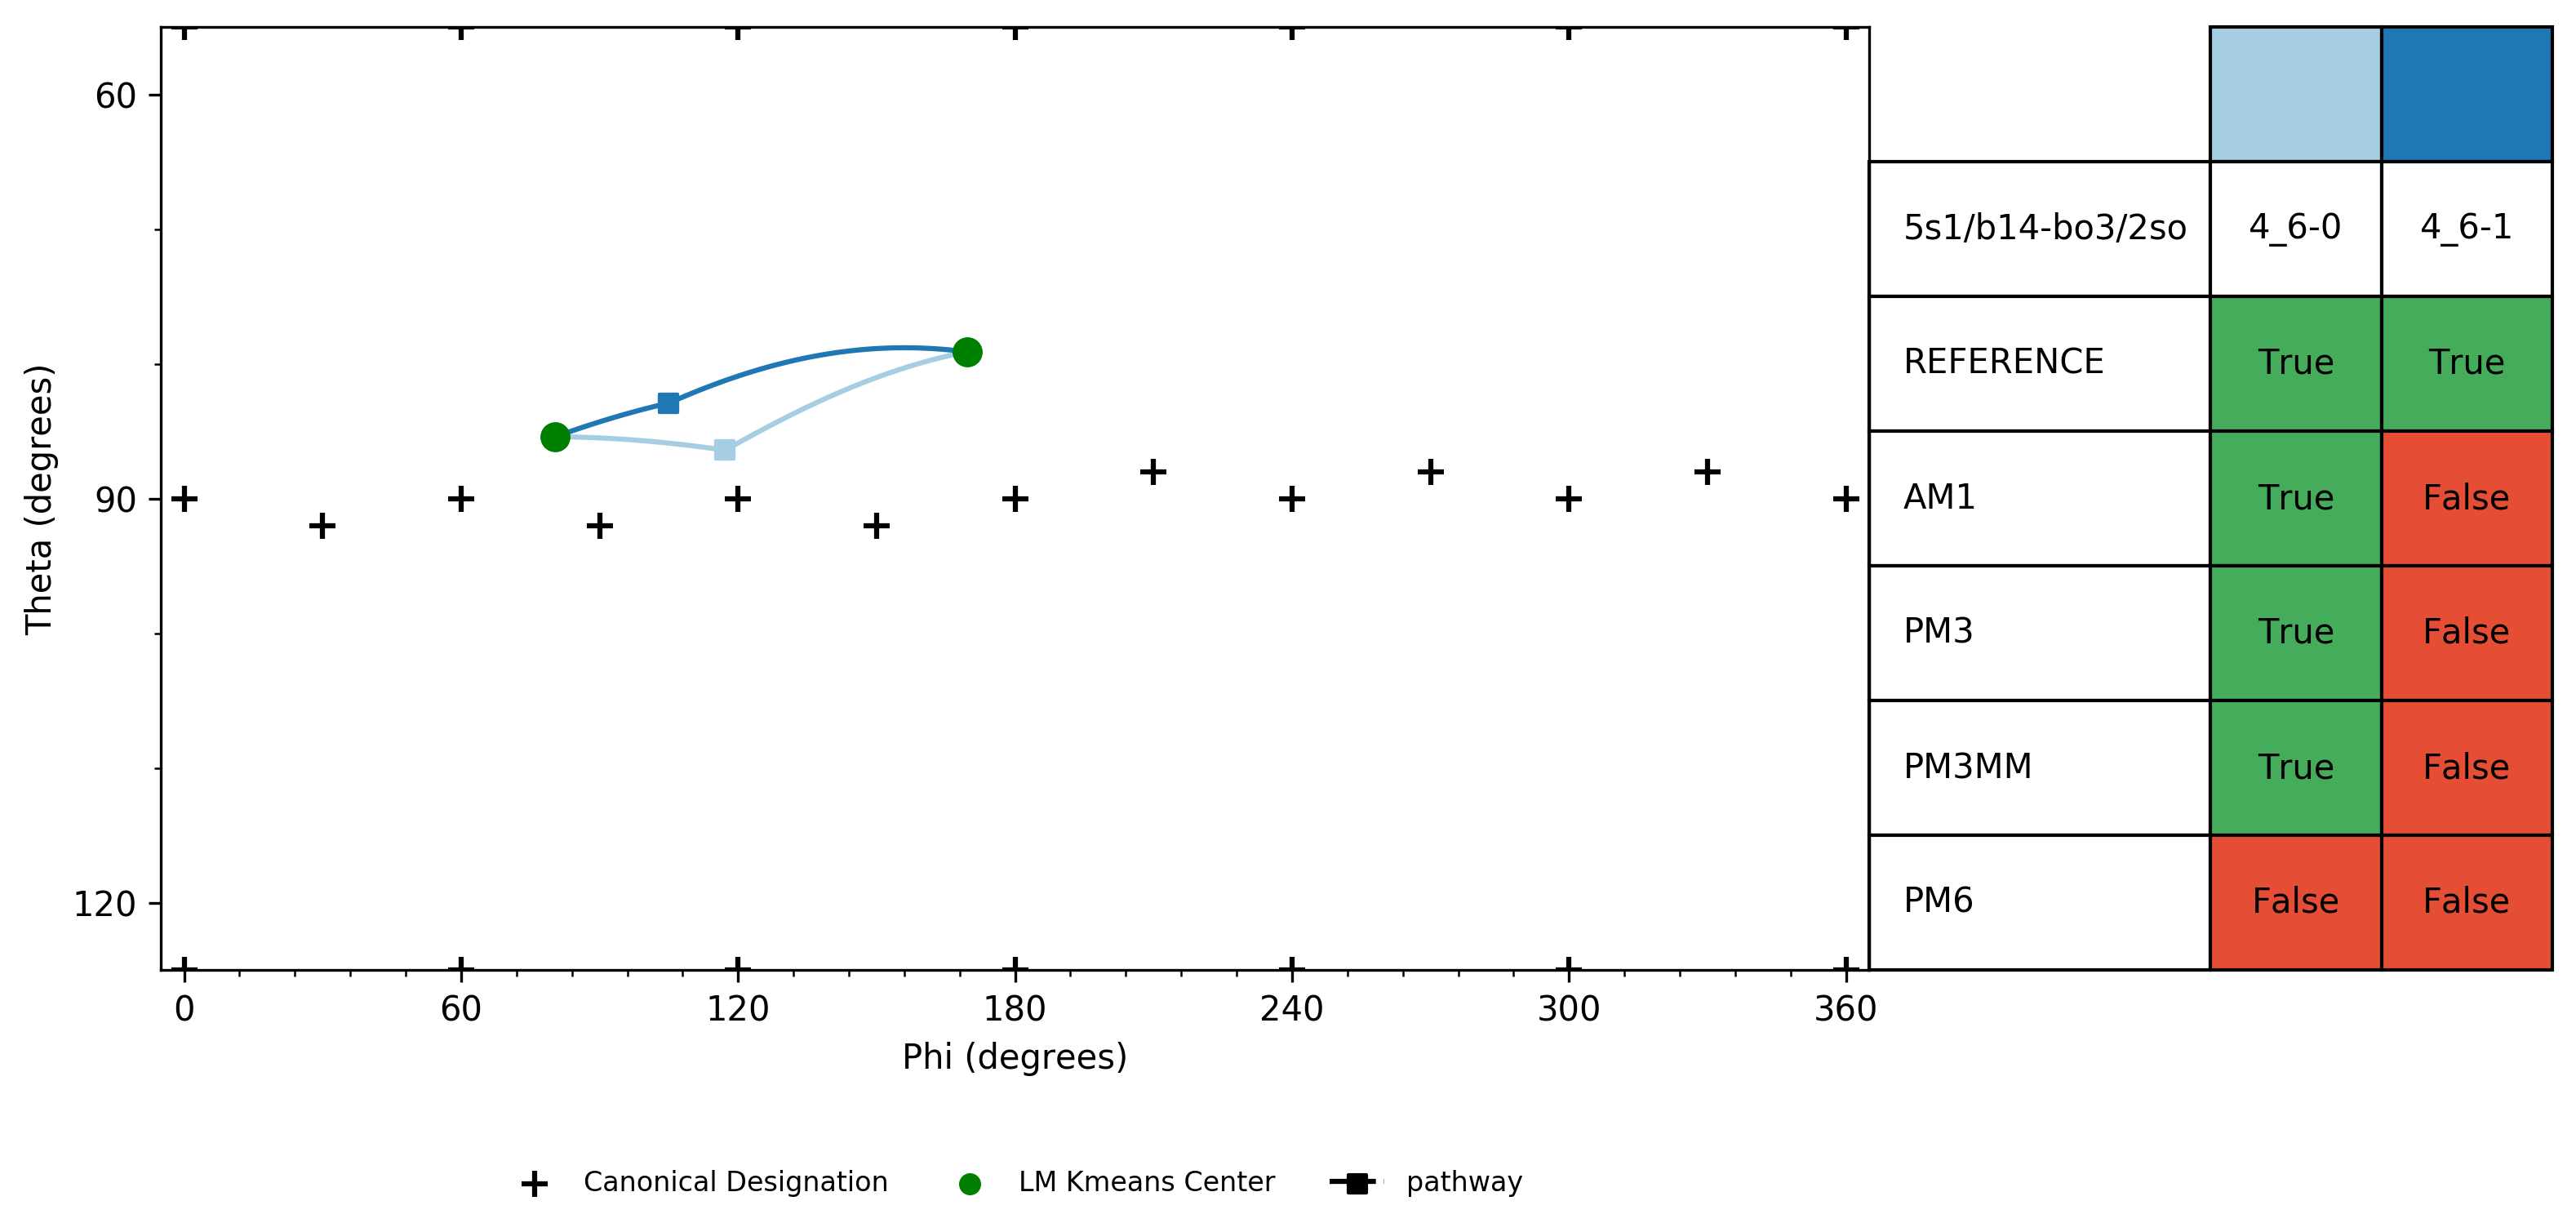 60
90
120
Theta (degrees)
0 60 120 180 240 300 360
Phi (degrees)
5s1/b14-bo3/2so 4_6-0 4_6-1
REFERENCE True True
AM1 True False
PM3 True False
PM3MM True False
PM6 False False
Canonical Designation LM Kmeans Center pathway